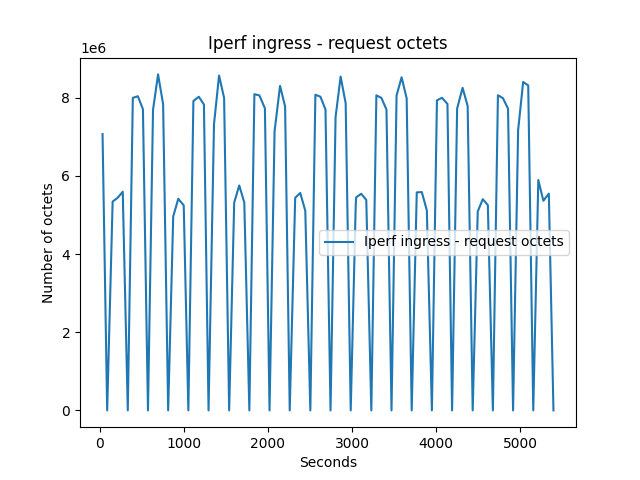 Iperf ingress - request octets
1e6
8
6
4
2
0
Number of octets
Iperf ingress - request octets
0
1000
2000
3000
4000
5000
Seconds